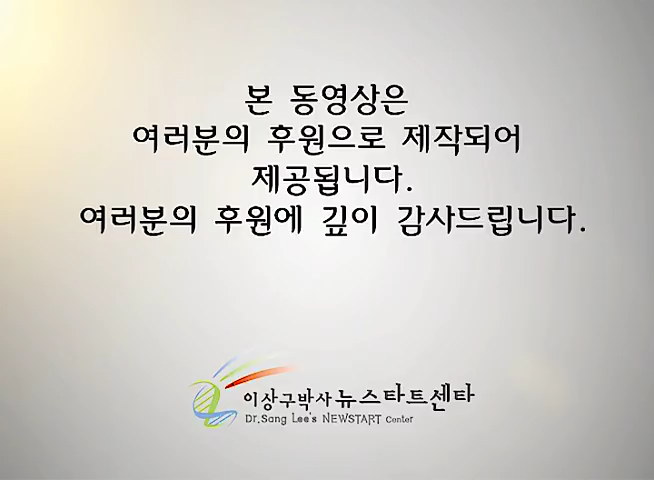 본 동영상은
여러분의 후원으로 제작되어
제공됩니다.
여러분의 후원에 깊이 감사드립니다.
이상구박사 뉴스타트센타
Dr.Sang Lee's NEWSTART Center